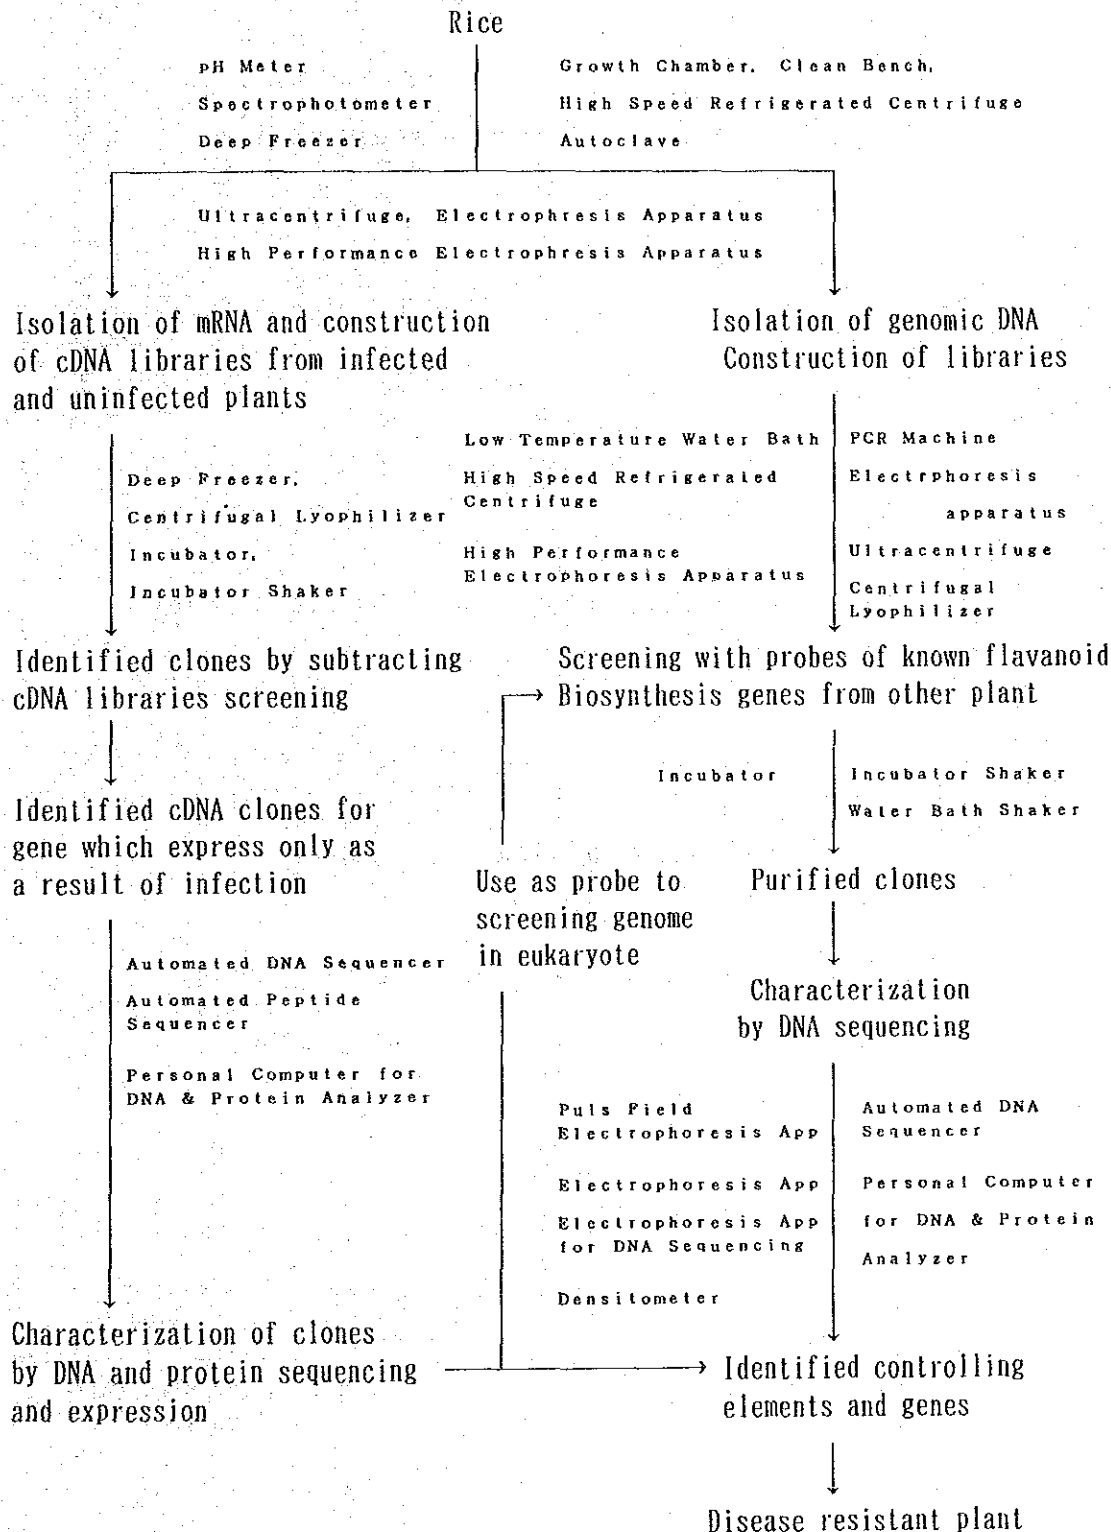 Rice
pH Meter
Spectrophotometer
Deep Freezer
Growth Chamber, Clean Bench,
High Speed Refrigerated Centrifuge
Autoclave
Ultracentrifuge, Electrophresis Apparatus
High Performance Electrophresis Apparatus
Isolation of mRNA and construction
of cDNA libraries from infected
and uninfected plants
Isolation of genomic DNA
Construction of libraries
Deep Freezer,
Centrifugal Lyophilizer
Incubator,
Incubator Shaker
Low Temperature Water Bath
High Speed Refrigerated
Centrifuge
High Performance
Electrophoresis Apparatus
PCR Machine
Electrphoresis
apparatus
Ultracentrifuge
Centrifugal
Lyophilizer
Identified clones by subtracting
cDNA libraries screening
Screening with probes of known flavanoid
Biosynthesis genes from other plant
Incubator
Incubator Shaker
Water Bath Shaker
Identified cDNA clones for
gene which express only as
a result of infection
Use as probe to
screening genome
in eukaryote
Purified clones
Automated DNA Sequencer
Automated Peptide
Sequencer
Personal Computer for
DNA & Protein Analyzer
Characterization
by DNA sequencing
Puls Field
Electrophoresis App
Electrophoresis App
Electrophoresis App
for DNA Sequencing
Densitometer
Automated DNA
Sequencer
Personal Computer
for DNA & Protein
Analyzer
Characterization of clones
by DNA and protein sequencing
and expression
Identified controlling
elements and genes
Disease resistant plant